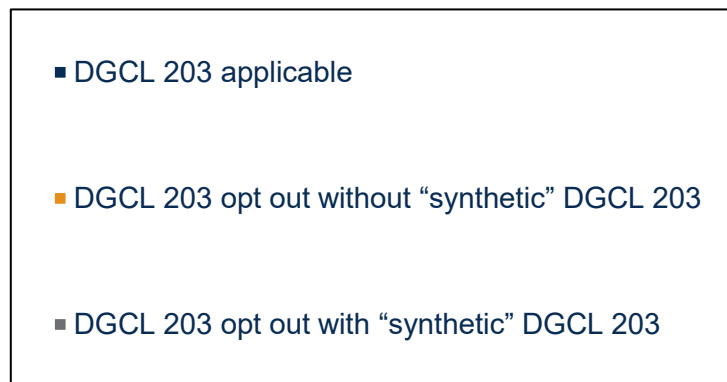 DGCL 203 applicable
DGCL 203 opt out without “synthetic” DGCL 203
DGCL 203 opt out with “synthetic” DGCL 203